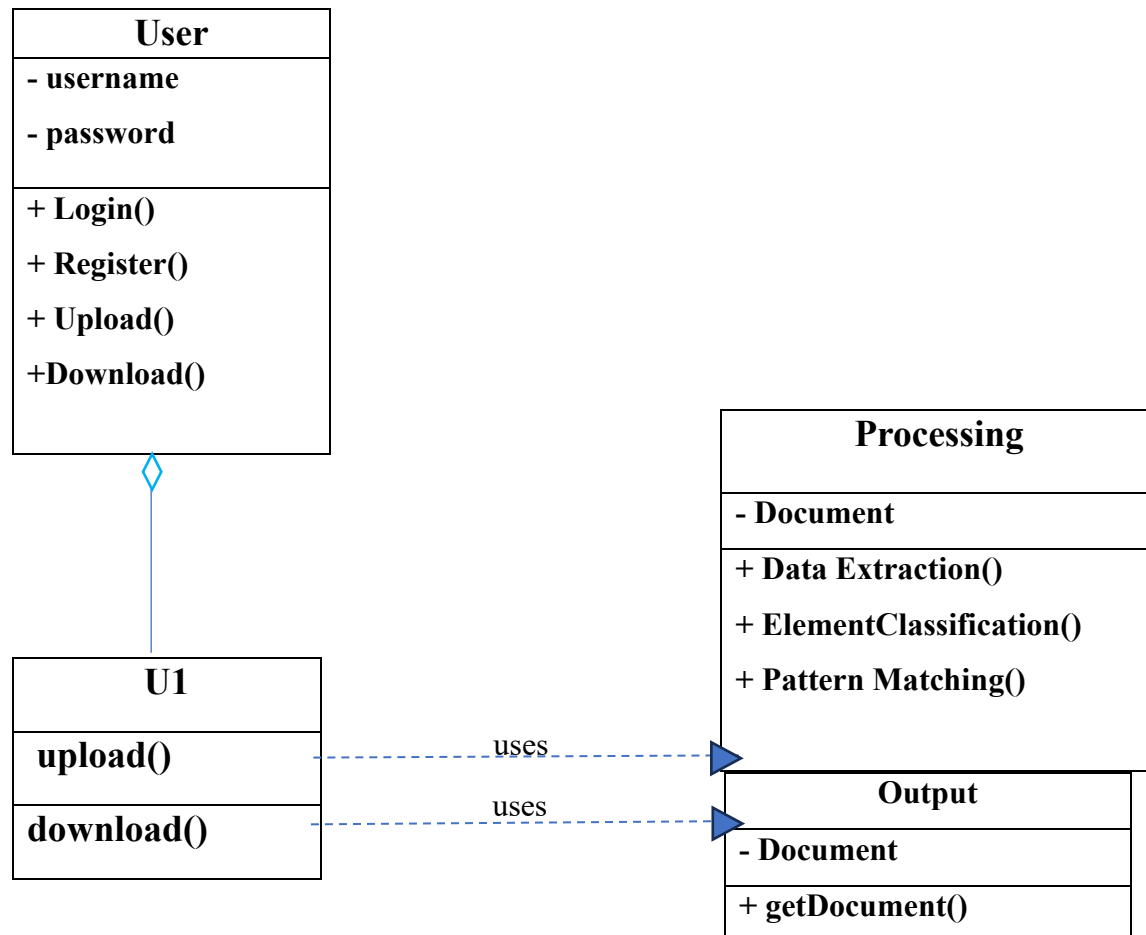 User
- username
- password
+ Login()
+ Register()
+ Upload()
+Download()
Processing
- Document
+ Data Extraction()
+ ElementClassification()
+ Pattern Matching()
U1
upload()
download()
uses
uses
Output
- Document
+ getDocument()